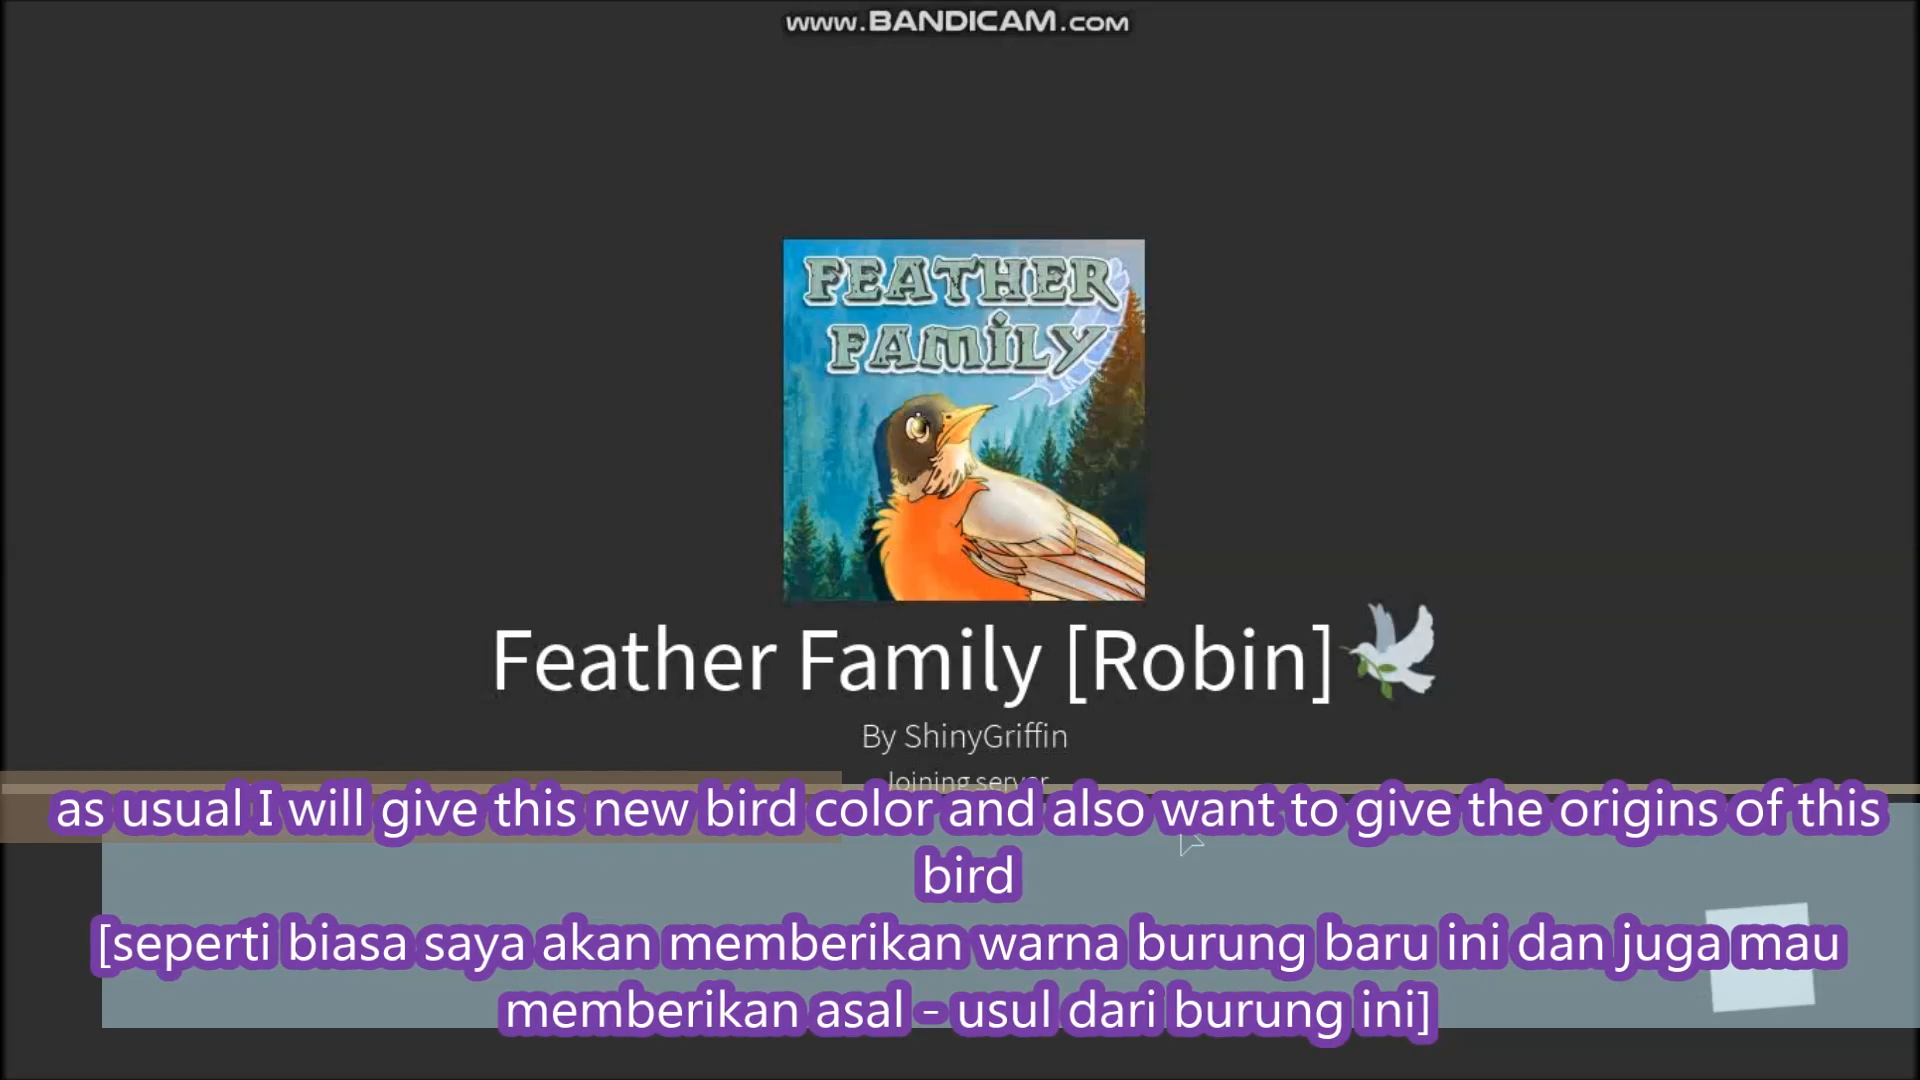 www.BANDICAM.com
FEATHER
FAMILY
Feather Family [Robin]
By ShinyGriffin
Joining server
as usual I will give this new bird color and also want to give the origins of this
bird
[seperti biasa saya akan memberikan warna burung baru ini dan juga mau
memberikan asal - usul dari burung ini]